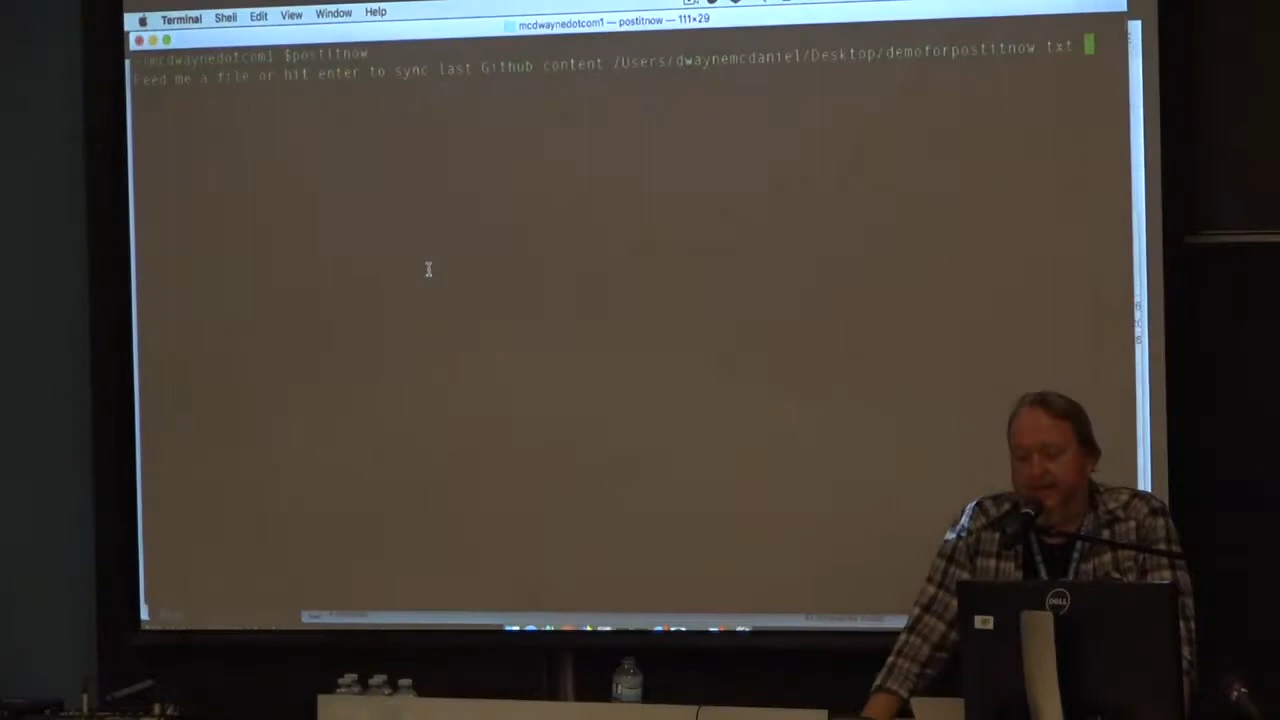 Terminal Shell Edit View Window Help
mcdwaynedotcom1 — postitnow — 111×29
~(mcdwaynedotcom1 $postitnow
Feed me a file or hit enter to sync last Github content /Users/dwaynemcdaniel/Desktop/demoforpostitnow txt
DELL